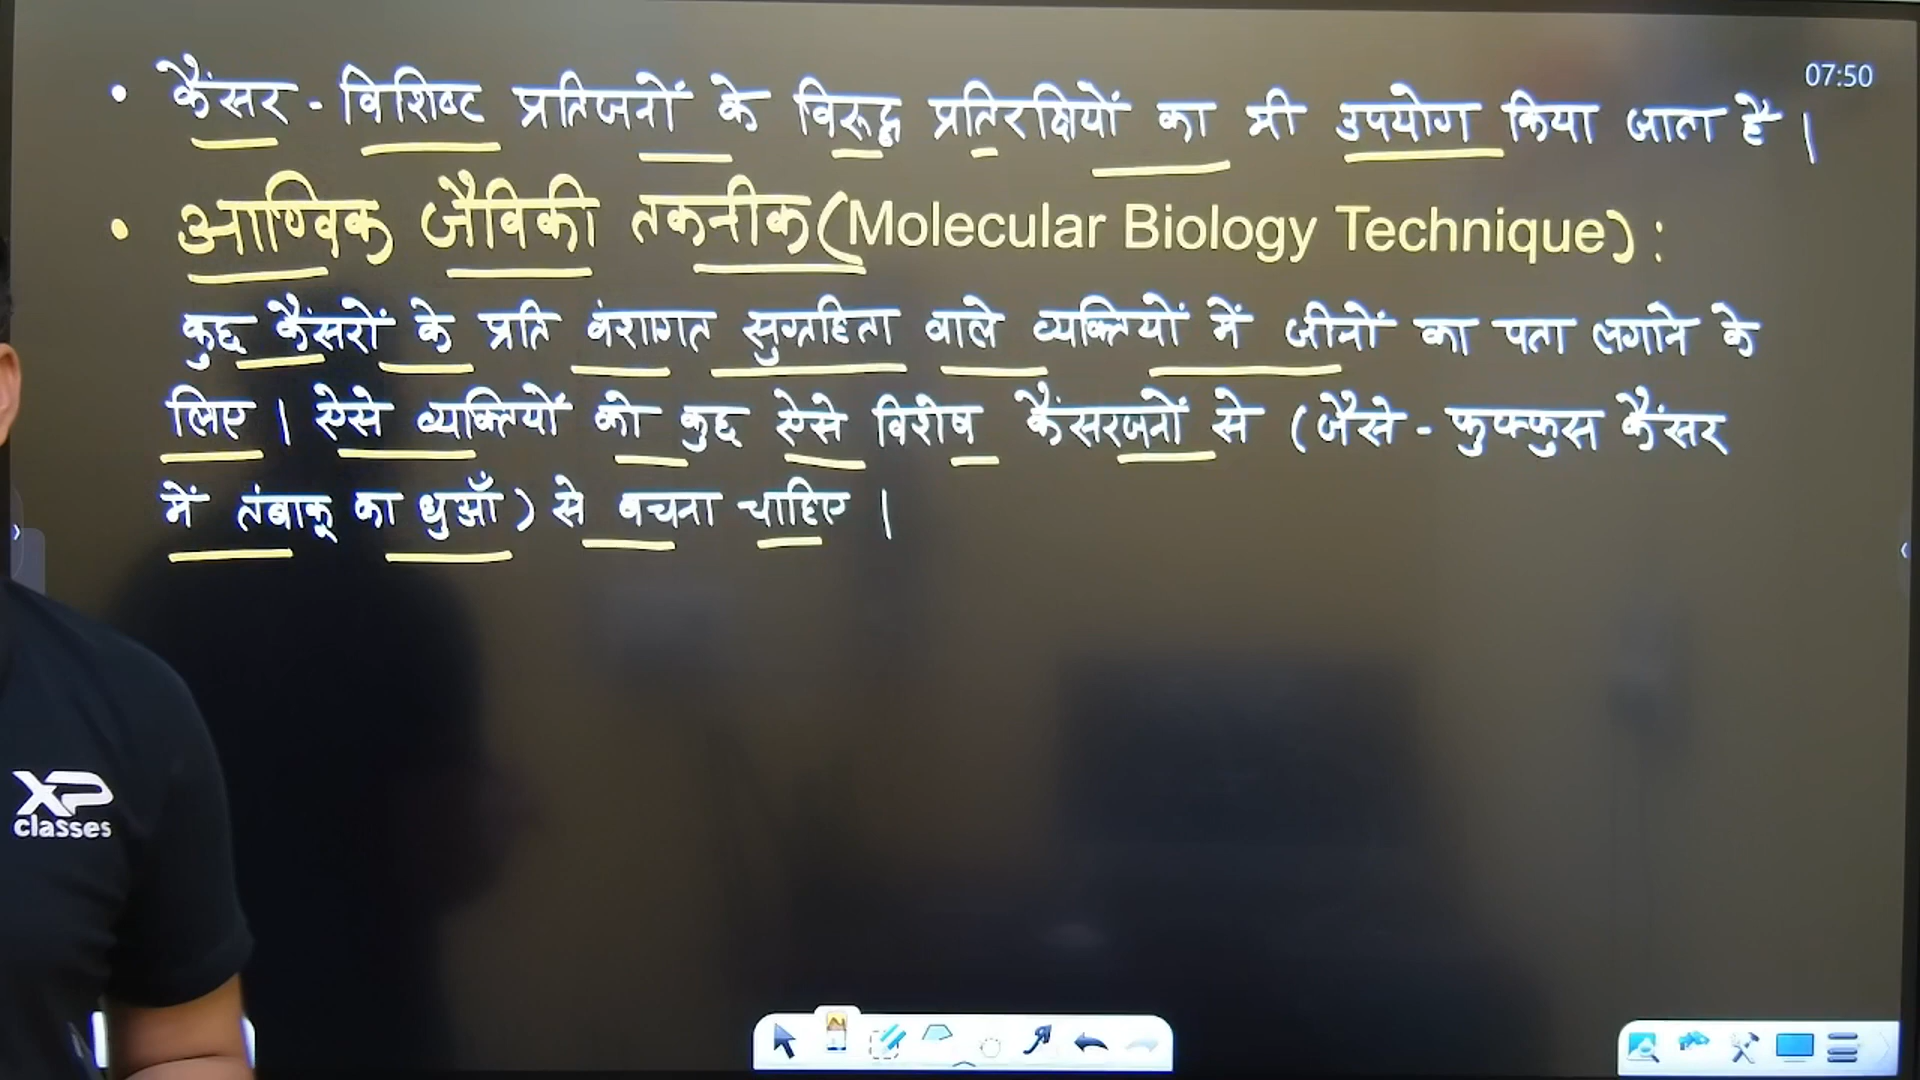 07:50
• कैंसर - विशिष्ट प्रतिजनों के विरूद्ध प्रतिरक्षियों का भी उपयोग किया जाता है |
• आण्विक जैविकी तकनीक (Molecular Biology Technique) :
कुछ कैंसरों के प्रति वंशागत सुग्राहिता वाले व्यक्तियों में जीनों का पता लगाने के
लिए | ऐसे व्यक्तियों को कुछ ऐसे विशेष कैंसरजनों से (जैसे - फुफ्फुस कैंसर
में तंबाकू का धुआँ) से बचना चाहिए |
XP
classes